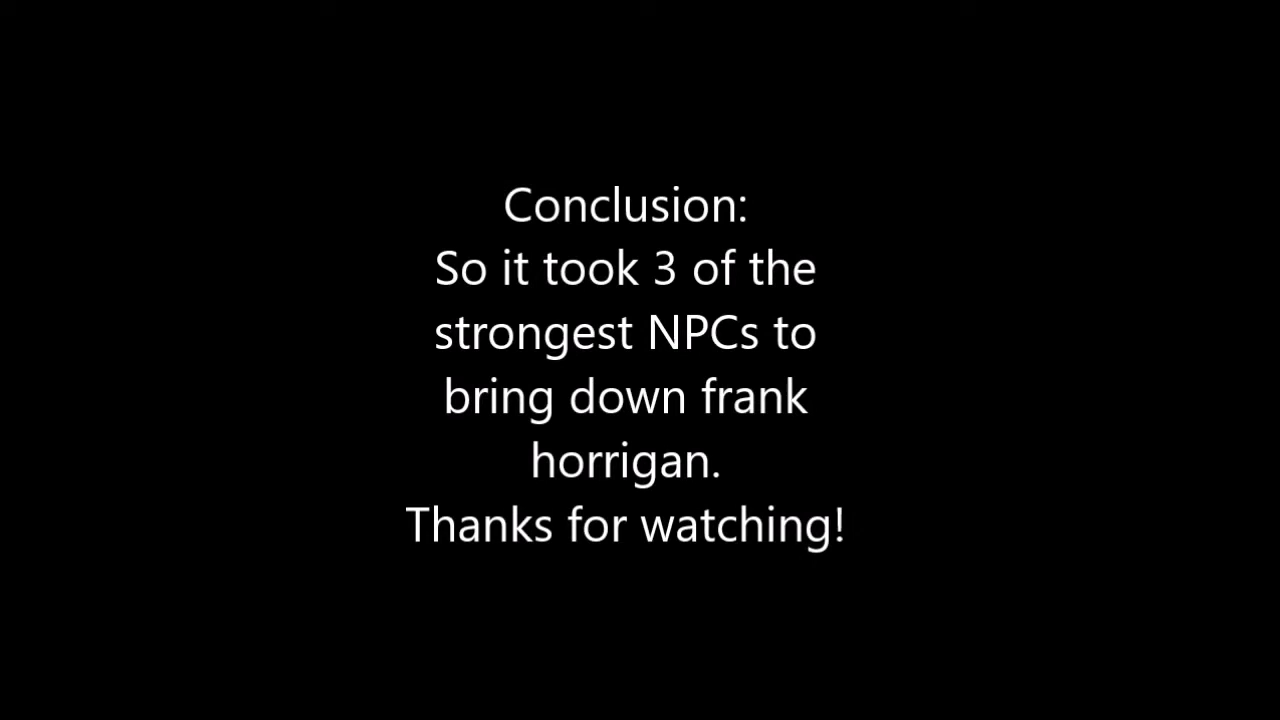 Conclusion:
So it took 3 of the
strongest NPCs to
bring down frank
horrigan.
Thanks for watching!